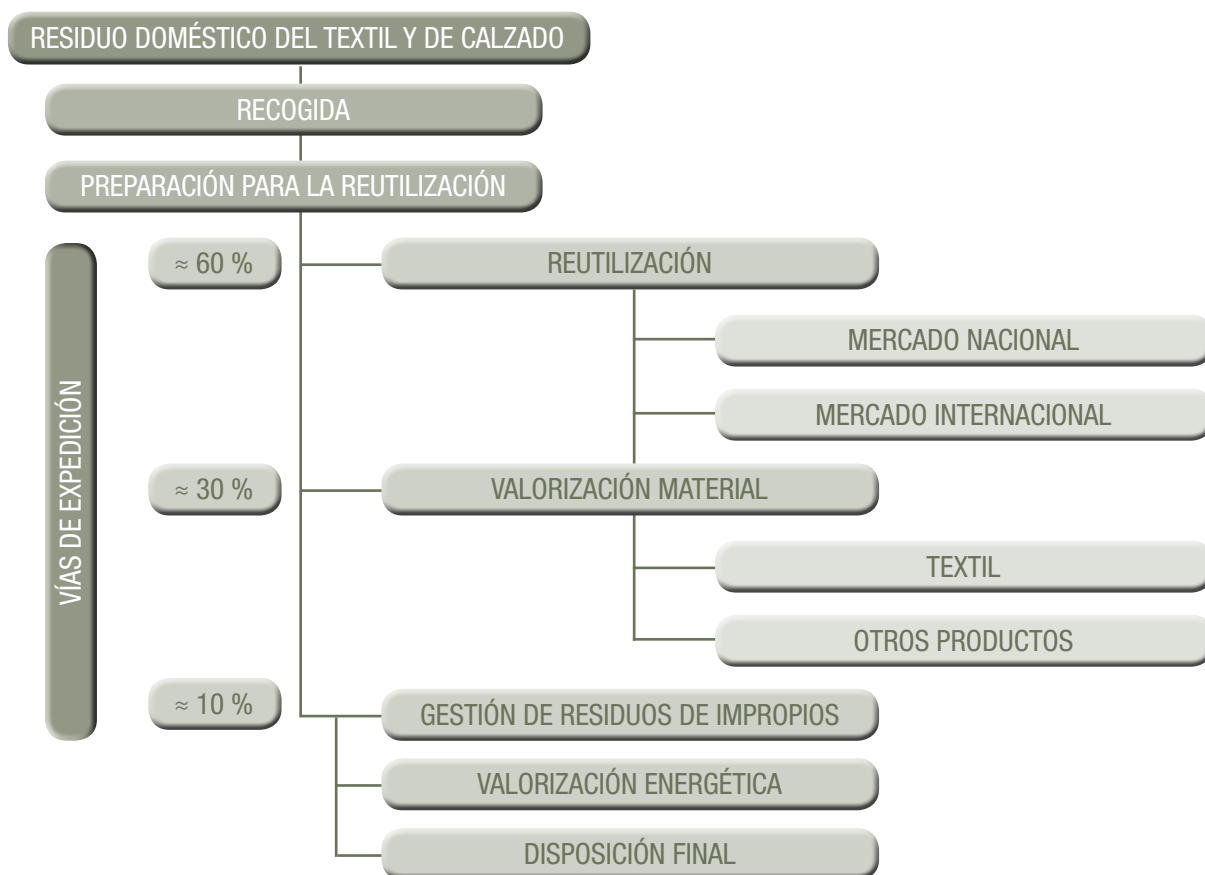 RESIDUO DOMÉSTICO DEL TEXTIL Y DE CALZADO
RECOGIDA
PREPARACIÓN PARA LA REUTILIZACIÓN
VÍAS DE EXPEDICIÓN
≈ 60 %
REUTILIZACIÓN
MERCADO NACIONAL
MERCADO INTERNACIONAL
≈ 30 %
VALORIZACIÓN MATERIAL
TEXTIL
OTROS PRODUCTOS
≈ 10 %
GESTIÓN DE RESIDUOS DE IMPROPIOS
VALORIZACIÓN ENERGÉTICA
DISPOSICIÓN FINAL